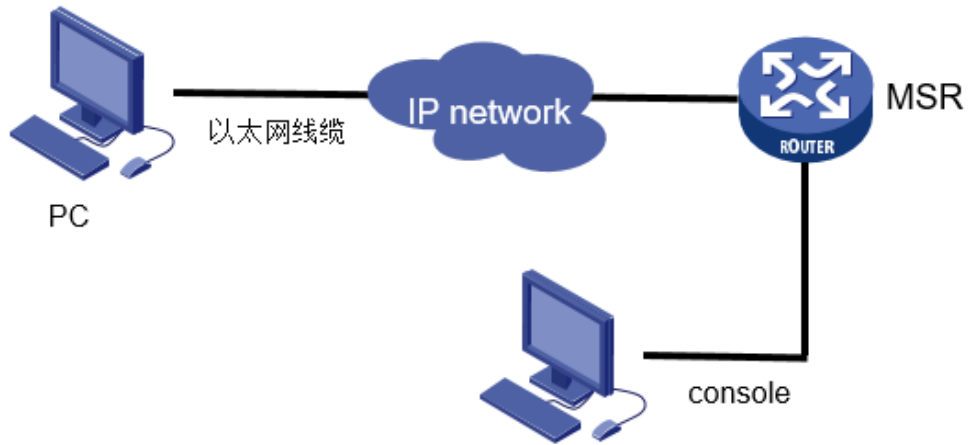 IP network
MSR
以太网线缆
ROUTER
PC
console